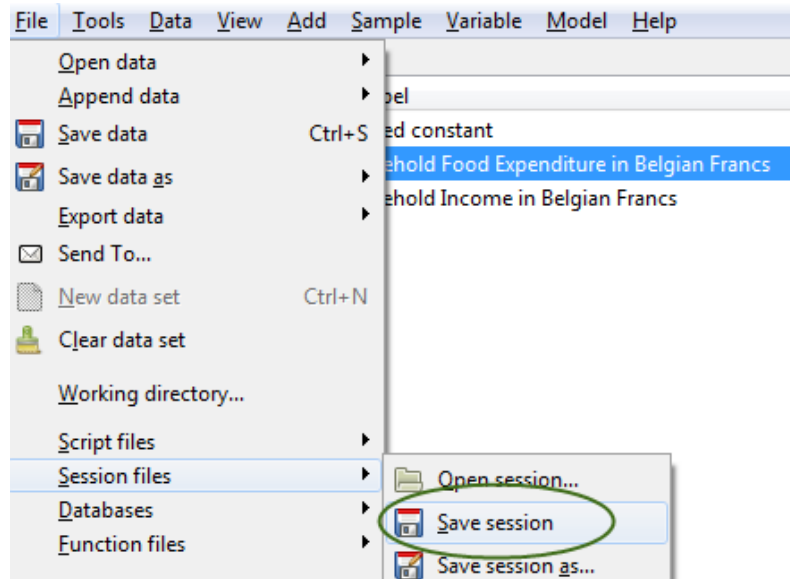 File Tools Data View Add Sample Variable Model Help
Open data
Append data
Save data Ctrl+S
Save data as
Export data
Send To...
New data set Ctrl+N
Clear data set
Working directory...
Script files
Session files
Databases
Function files
bel
ed constant
ehold Food Expenditure in Belgian Francs
ehold Income in Belgian Francs
Open session...
Save session
Save session as...